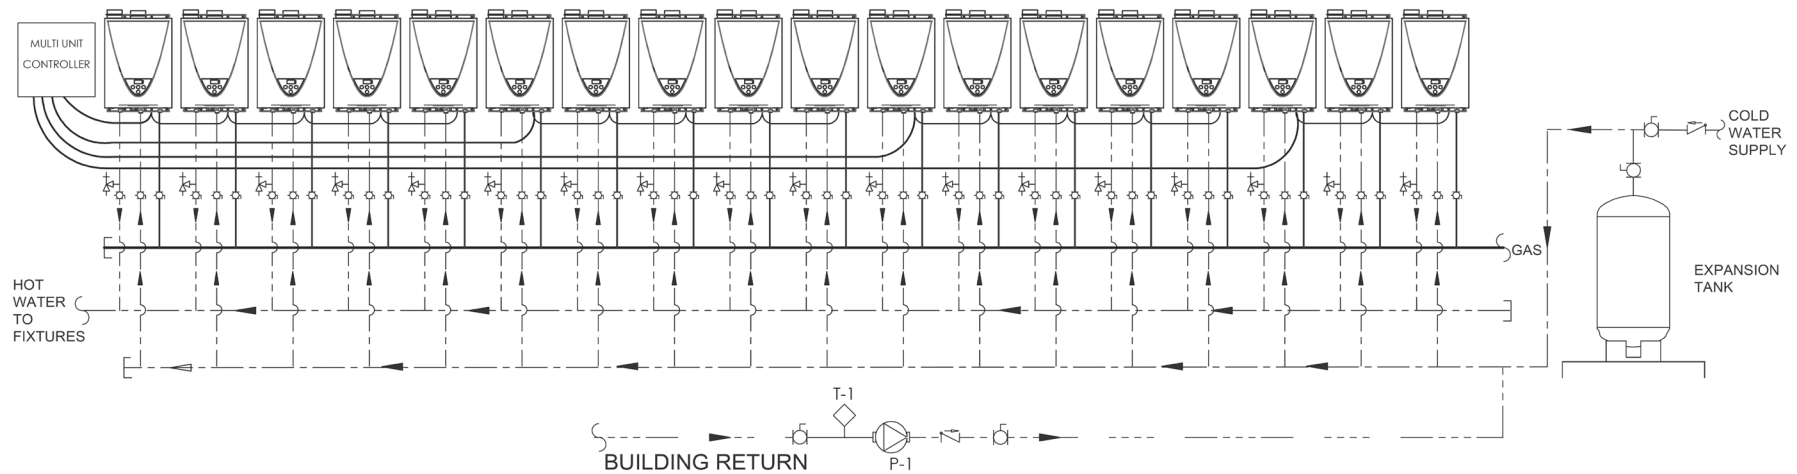 MULTI UNIT
CONTROLLER
COLD
WATER
SUPPLY
GAS
EXPANSION
TANK
HOT
WATER
TO
FIXTURES
T-1
P-1
BUILDING RETURN